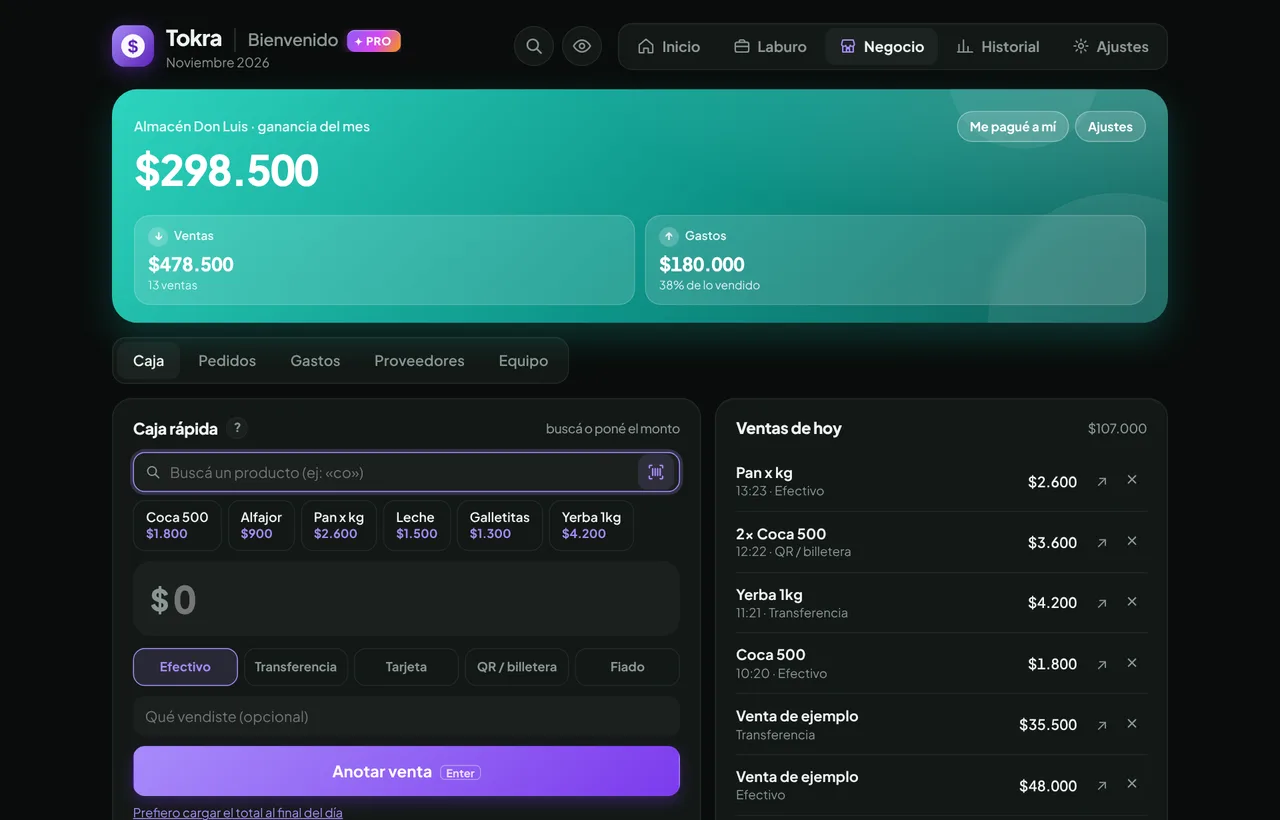 $
Tokra
Bienvenido
✦ PRO
Noviembre 2026
Inicio
Laburo
Negocio
Historial
Ajustes
Almacén Don Luis · ganancia del mes
Me pagué a mí
Ajustes
$298.500
Ventas
$478.500
13 ventas
Gastos
$180.000
38% de lo vendido
Caja
Pedidos
Gastos
Proveedores
Equipo
Caja rápida
?
buscá o poné el monto
Buscá un producto (ej: «co»)
Coca 500
$1.800
Alfajor
$900
Pan x kg
$2.600
Leche
$1.500
Galletitas
$1.300
Yerba 1kg
$4.200
$ 0
Efectivo
Transferencia
Tarjeta
QR / billetera
Fiado
Qué vendiste (opcional)
Anotar venta Enter
Prefiero cargar el total al final del día
Ventas de hoy
$107.000
Pan x kg
13:23 · Efectivo
$2.600
2× Coca 500
12:22 · QR / billetera
$3.600
Yerba 1kg
11:21 · Transferencia
$4.200
Coca 500
10:20 · Efectivo
$1.800
Venta de ejemplo
Transferencia
$35.500
Venta de ejemplo
Efectivo
$48.000